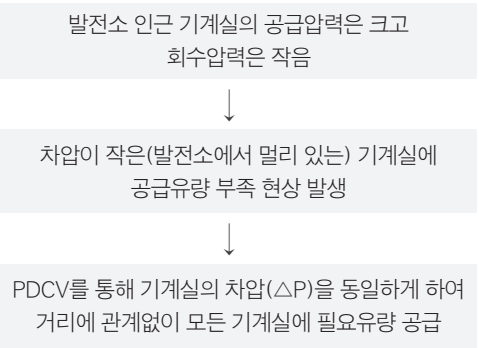 발전소 인근 기계실의 공급압력은 크고
회수압력은 작음
↓
차압이 작은(발전소에서 멀리 있는) 기계실에
공급유량 부족 현상 발생
↓
PDCV를 통해 기계실의 차압(△P)을 동일하게 하여
거리에 관계없이 모든 기계실에 필요유량 공급